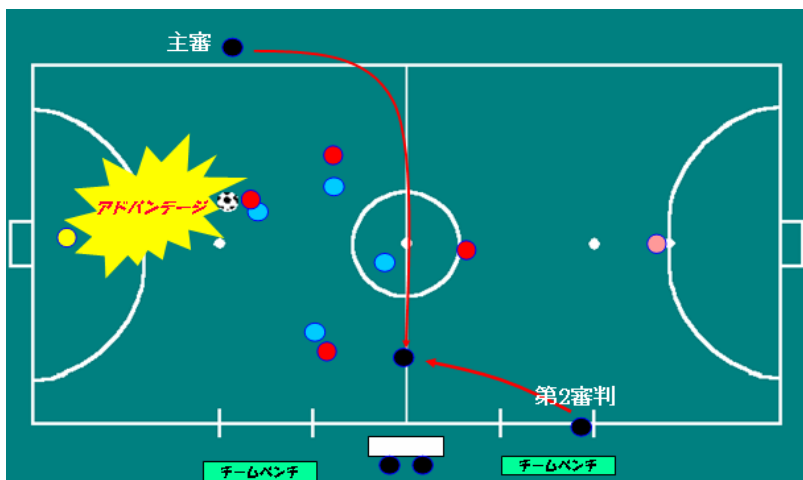 主審
アドバンテージ
第2審判
チームベンチ
チームベンチ